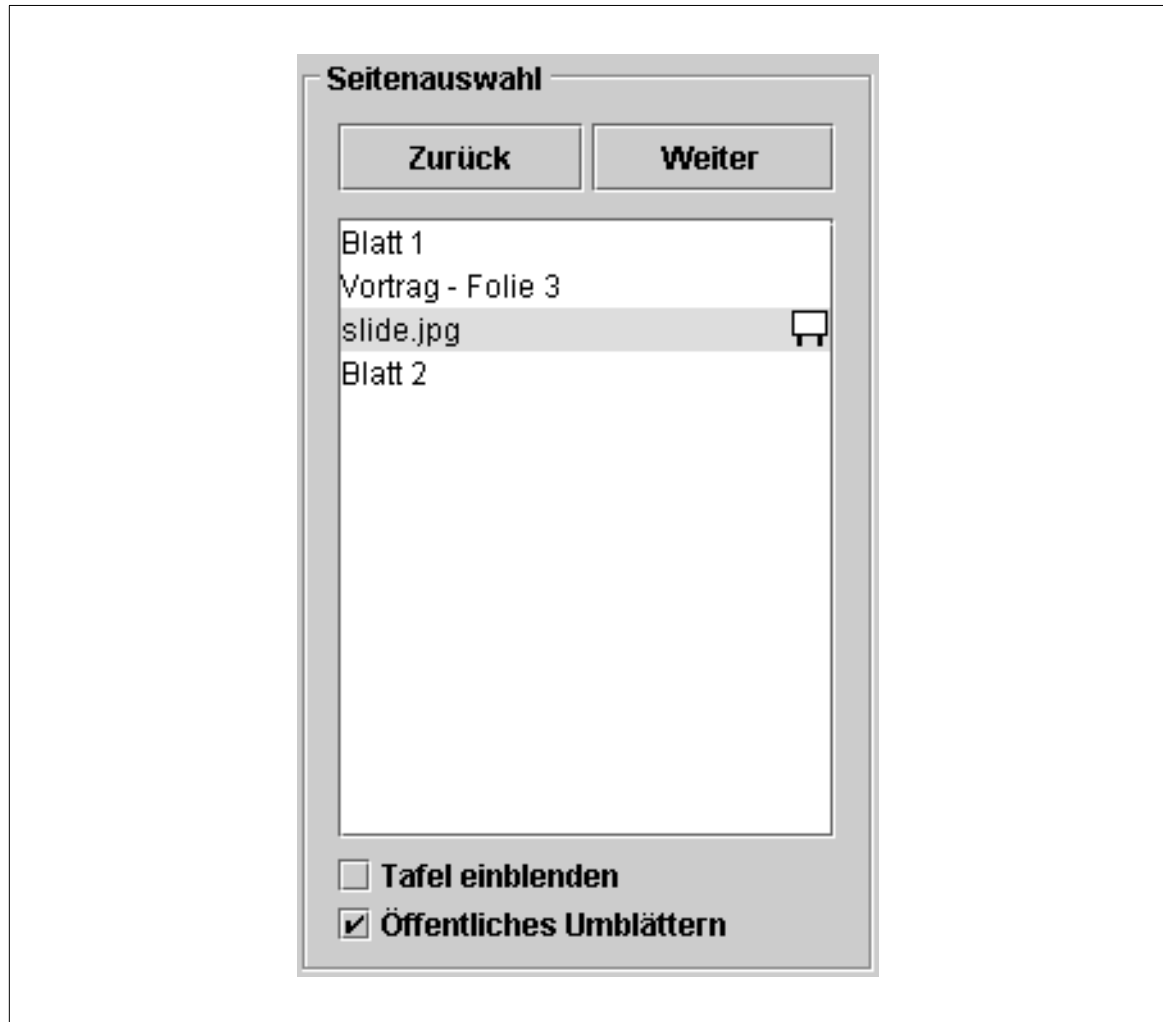 Seitenauswahl
Zurück Weiter
Blatt 1
Vortrag - Folie 3
slide.jpg
Blatt 2
Tafel einblenden
Öffentliches Umblättern